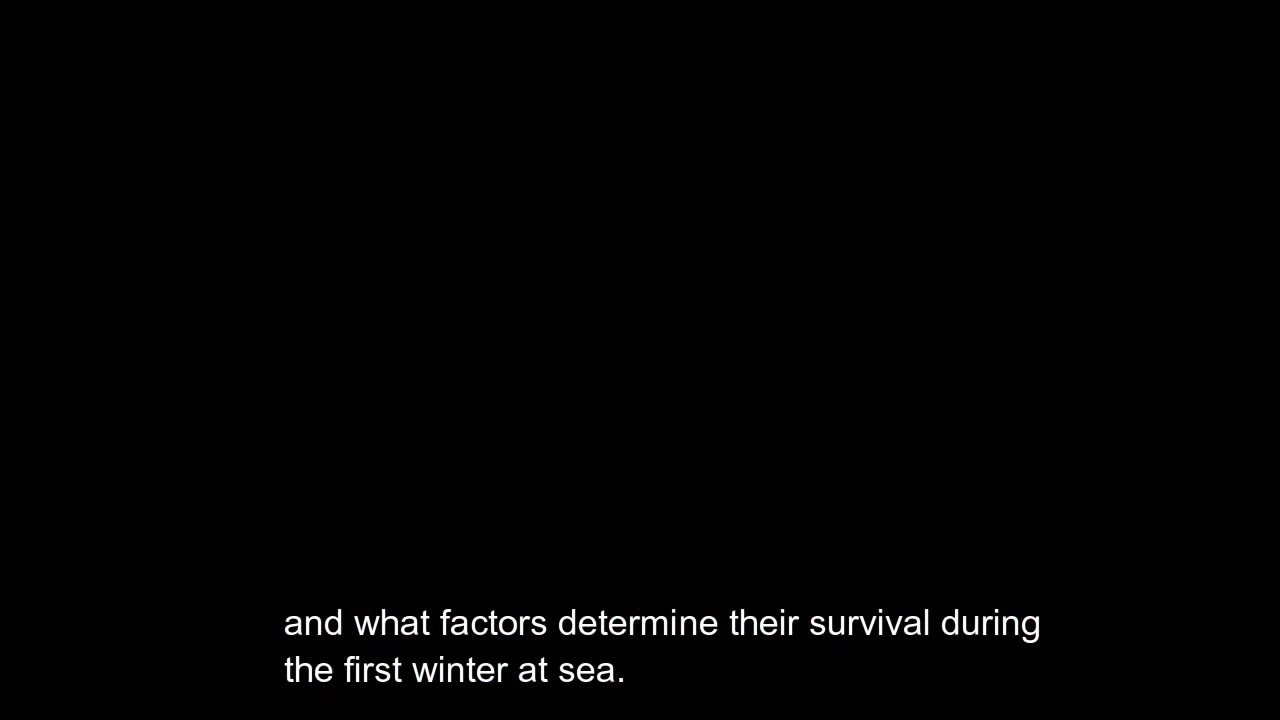 and what factors determine their survival during
the first winter at sea.